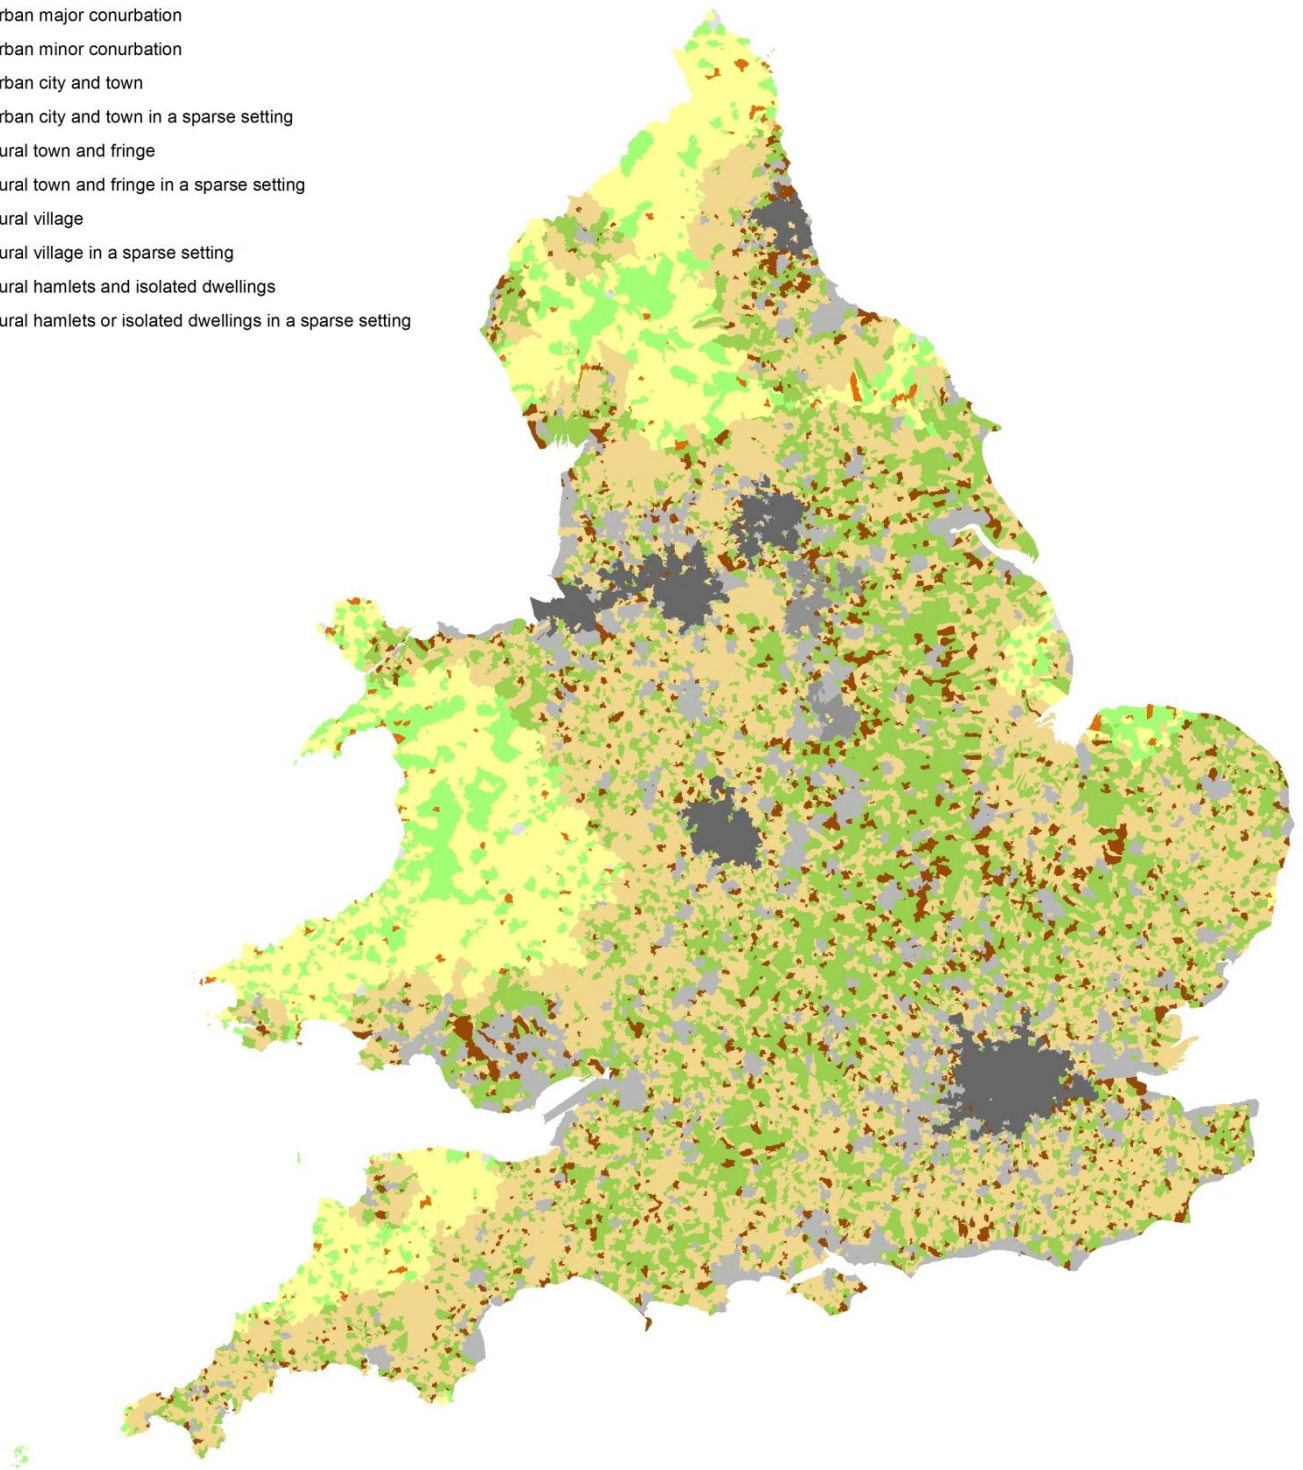 rban major conurbation
rban minor conurbation
rban city and town
rban city and town in a sparse setting
ural town and fringe
ural town and fringe in a sparse setting
ural village
ural village in a sparse setting
ural hamlets and isolated dwellings
ural hamlets or isolated dwellings in a sparse setting